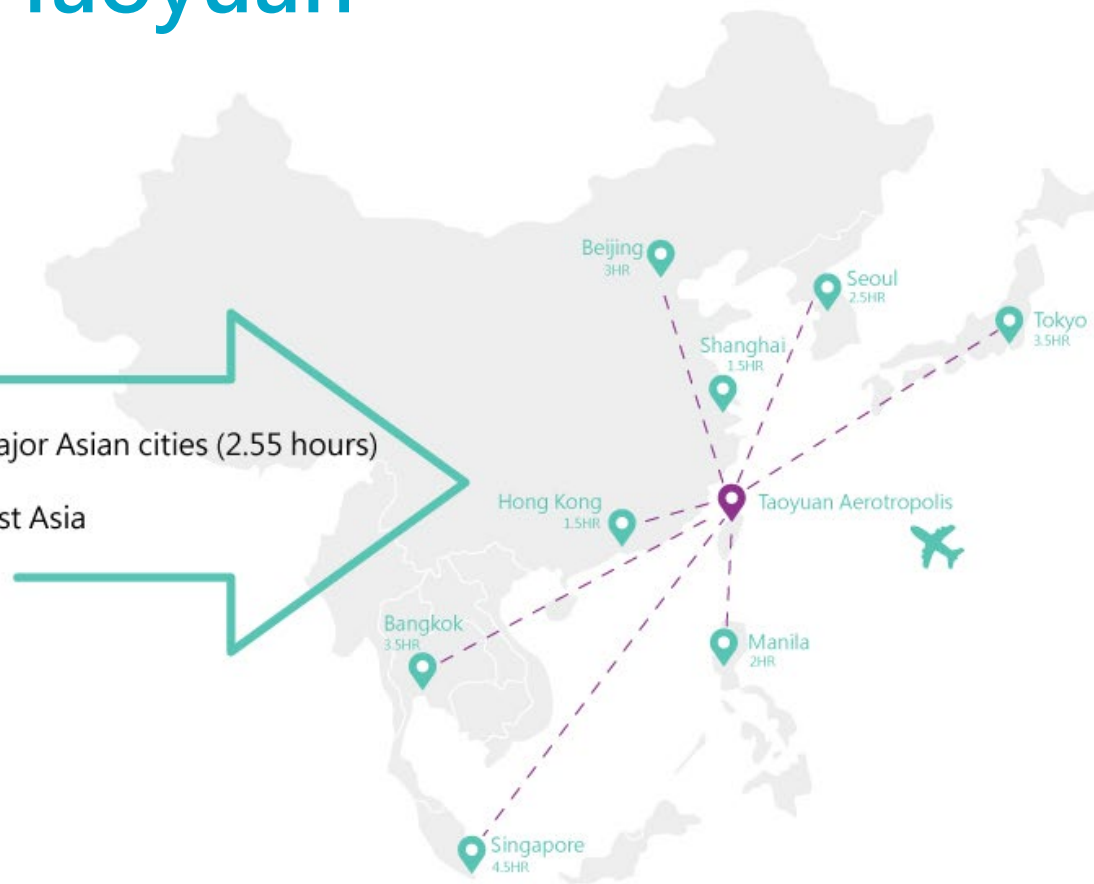 Taoyuan
Beijing
3HR
Seoul
2.5HR
Tokyo
3.5HR
Shanghai
1.5HR
ajor Asian cities (2.55 hours)
st Asia
Hong Kong
1.5HR
Taoyuan Aerotropolis
Bangkok
3.5HR
Manila
2HR
Singapore
4.5HR